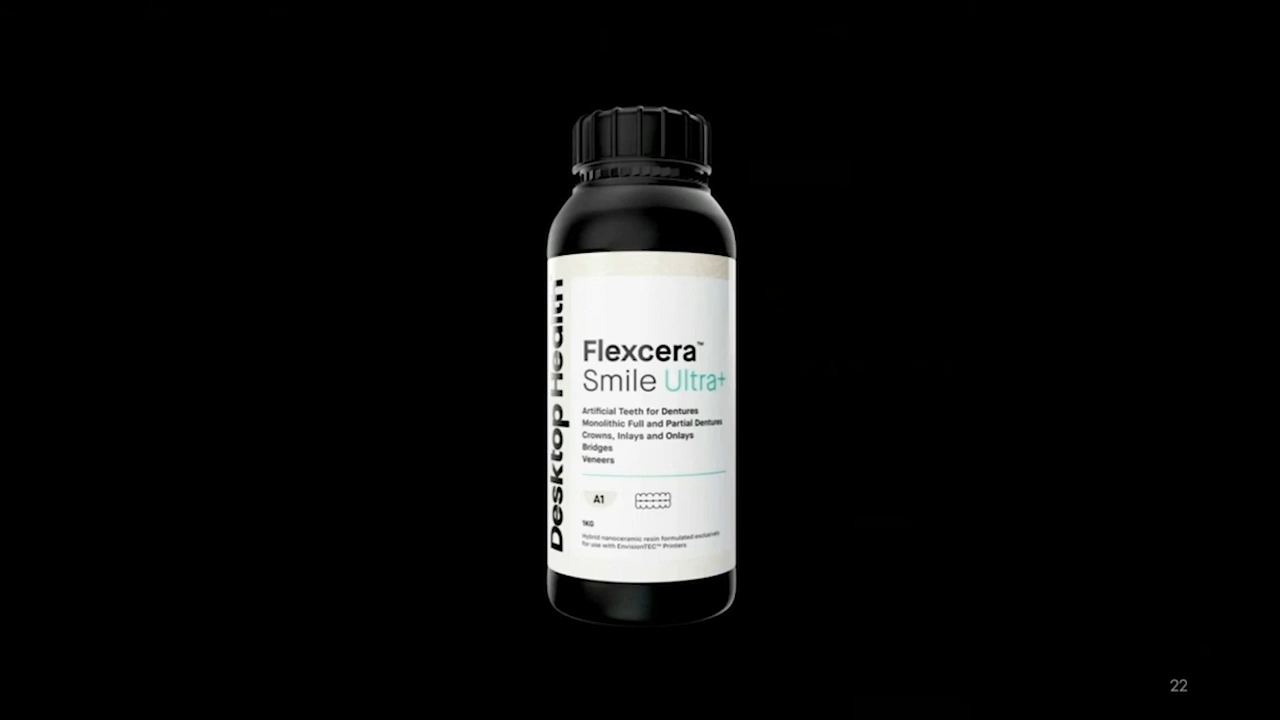 Desktop Health
Flexcera™
Smile Ultra+
Artificial Teeth for Dentures
Monolithic Full and Partial Dentures
Crowns, Inlays and Onlays
Bridges
Veneers
A1
1KG
Hybrid nanoceramic resin formulated exclusively
for use with EnvisionTEC™ Printers
22